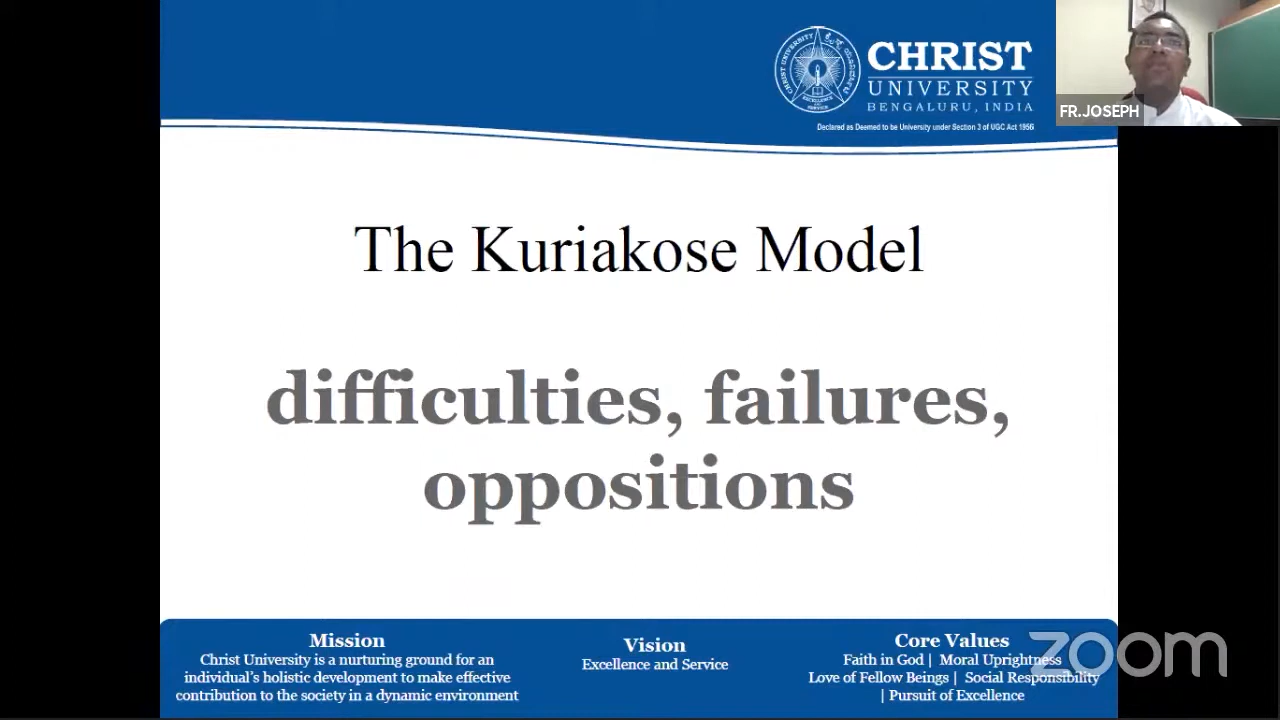 CHRIST
UNIVERSITY
BENGALURU, INDIA
Declared as Deemed to be University under Section 3 of UGC Act 1956
FR.JOSEPH
The Kuriakose Model
difficulties, failures,
oppositions
Mission
Christ University is a nurturing ground for an
individual's holistic development to make effective
contribution to the society in a dynamic environment
Vision
Excellence and Service
Core Values
Faith in God | Moral Uprightness
Love of Fellow Beings | Social Responsibility
| Pursuit of Excellence
zoom